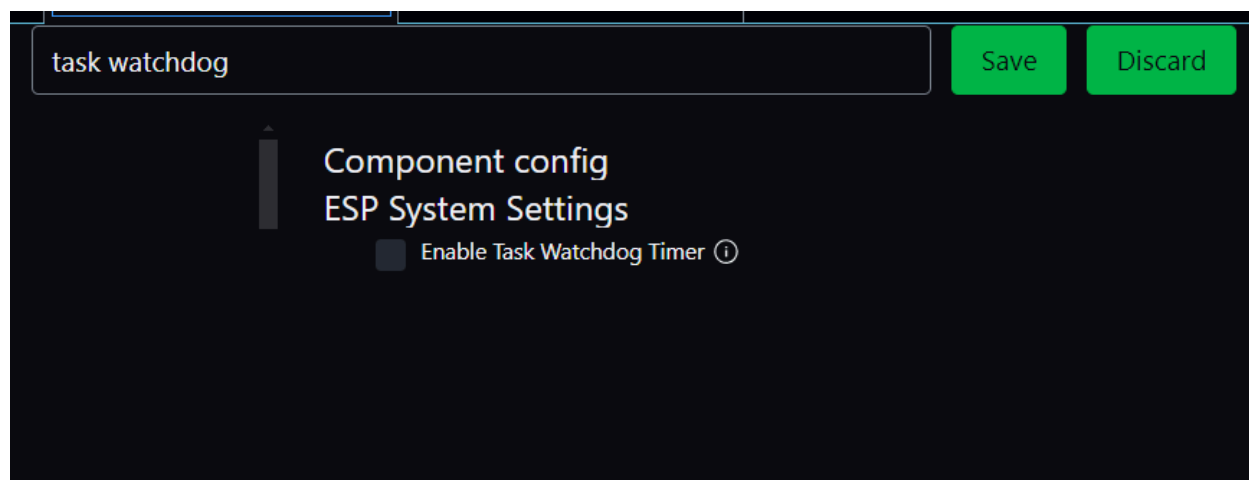 task watchdog
Save
Discard
Component config
ESP System Settings
Enable Task Watchdog Timer